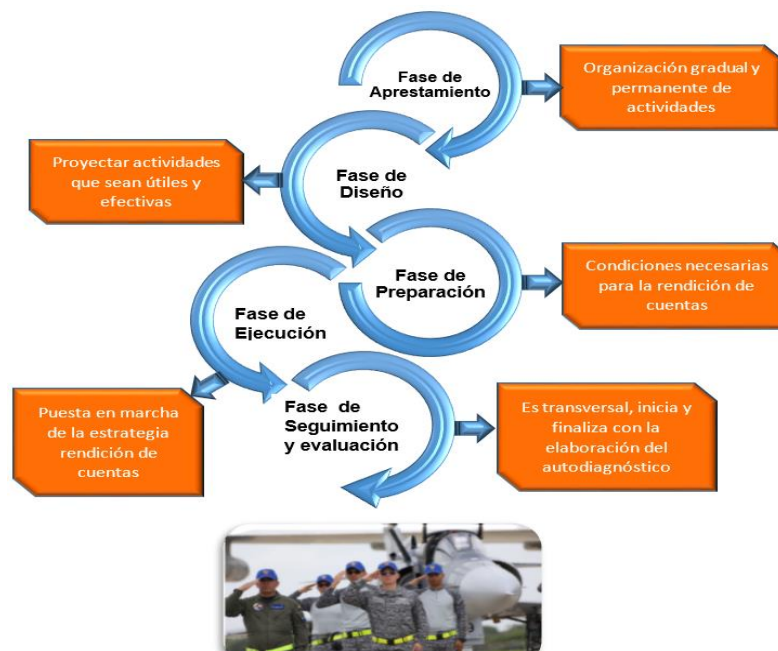 Fase de
Aprestamiento
Organización gradual y
permanente de
actividades
Fase de
Diseño
Proyectar actividades
que sean útiles y
efectivas
Fase de
Preparación
Condiciones necesarias
para la rendición de
cuentas
Fase de
Ejecución
Puesta en marcha
de la estrategia
rendición de
cuentas
Fase de
Seguimiento
y evaluación
Es transversal, inicia y
finaliza con la
elaboración del
autodiagnóstico